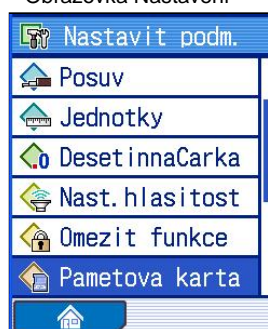 Obrazovka Nastavení
Nastavit podm.
Posuv
Jednotky
DesetinnaCarka
Nast.hlasitost
Omezit funkce
Pametova karta